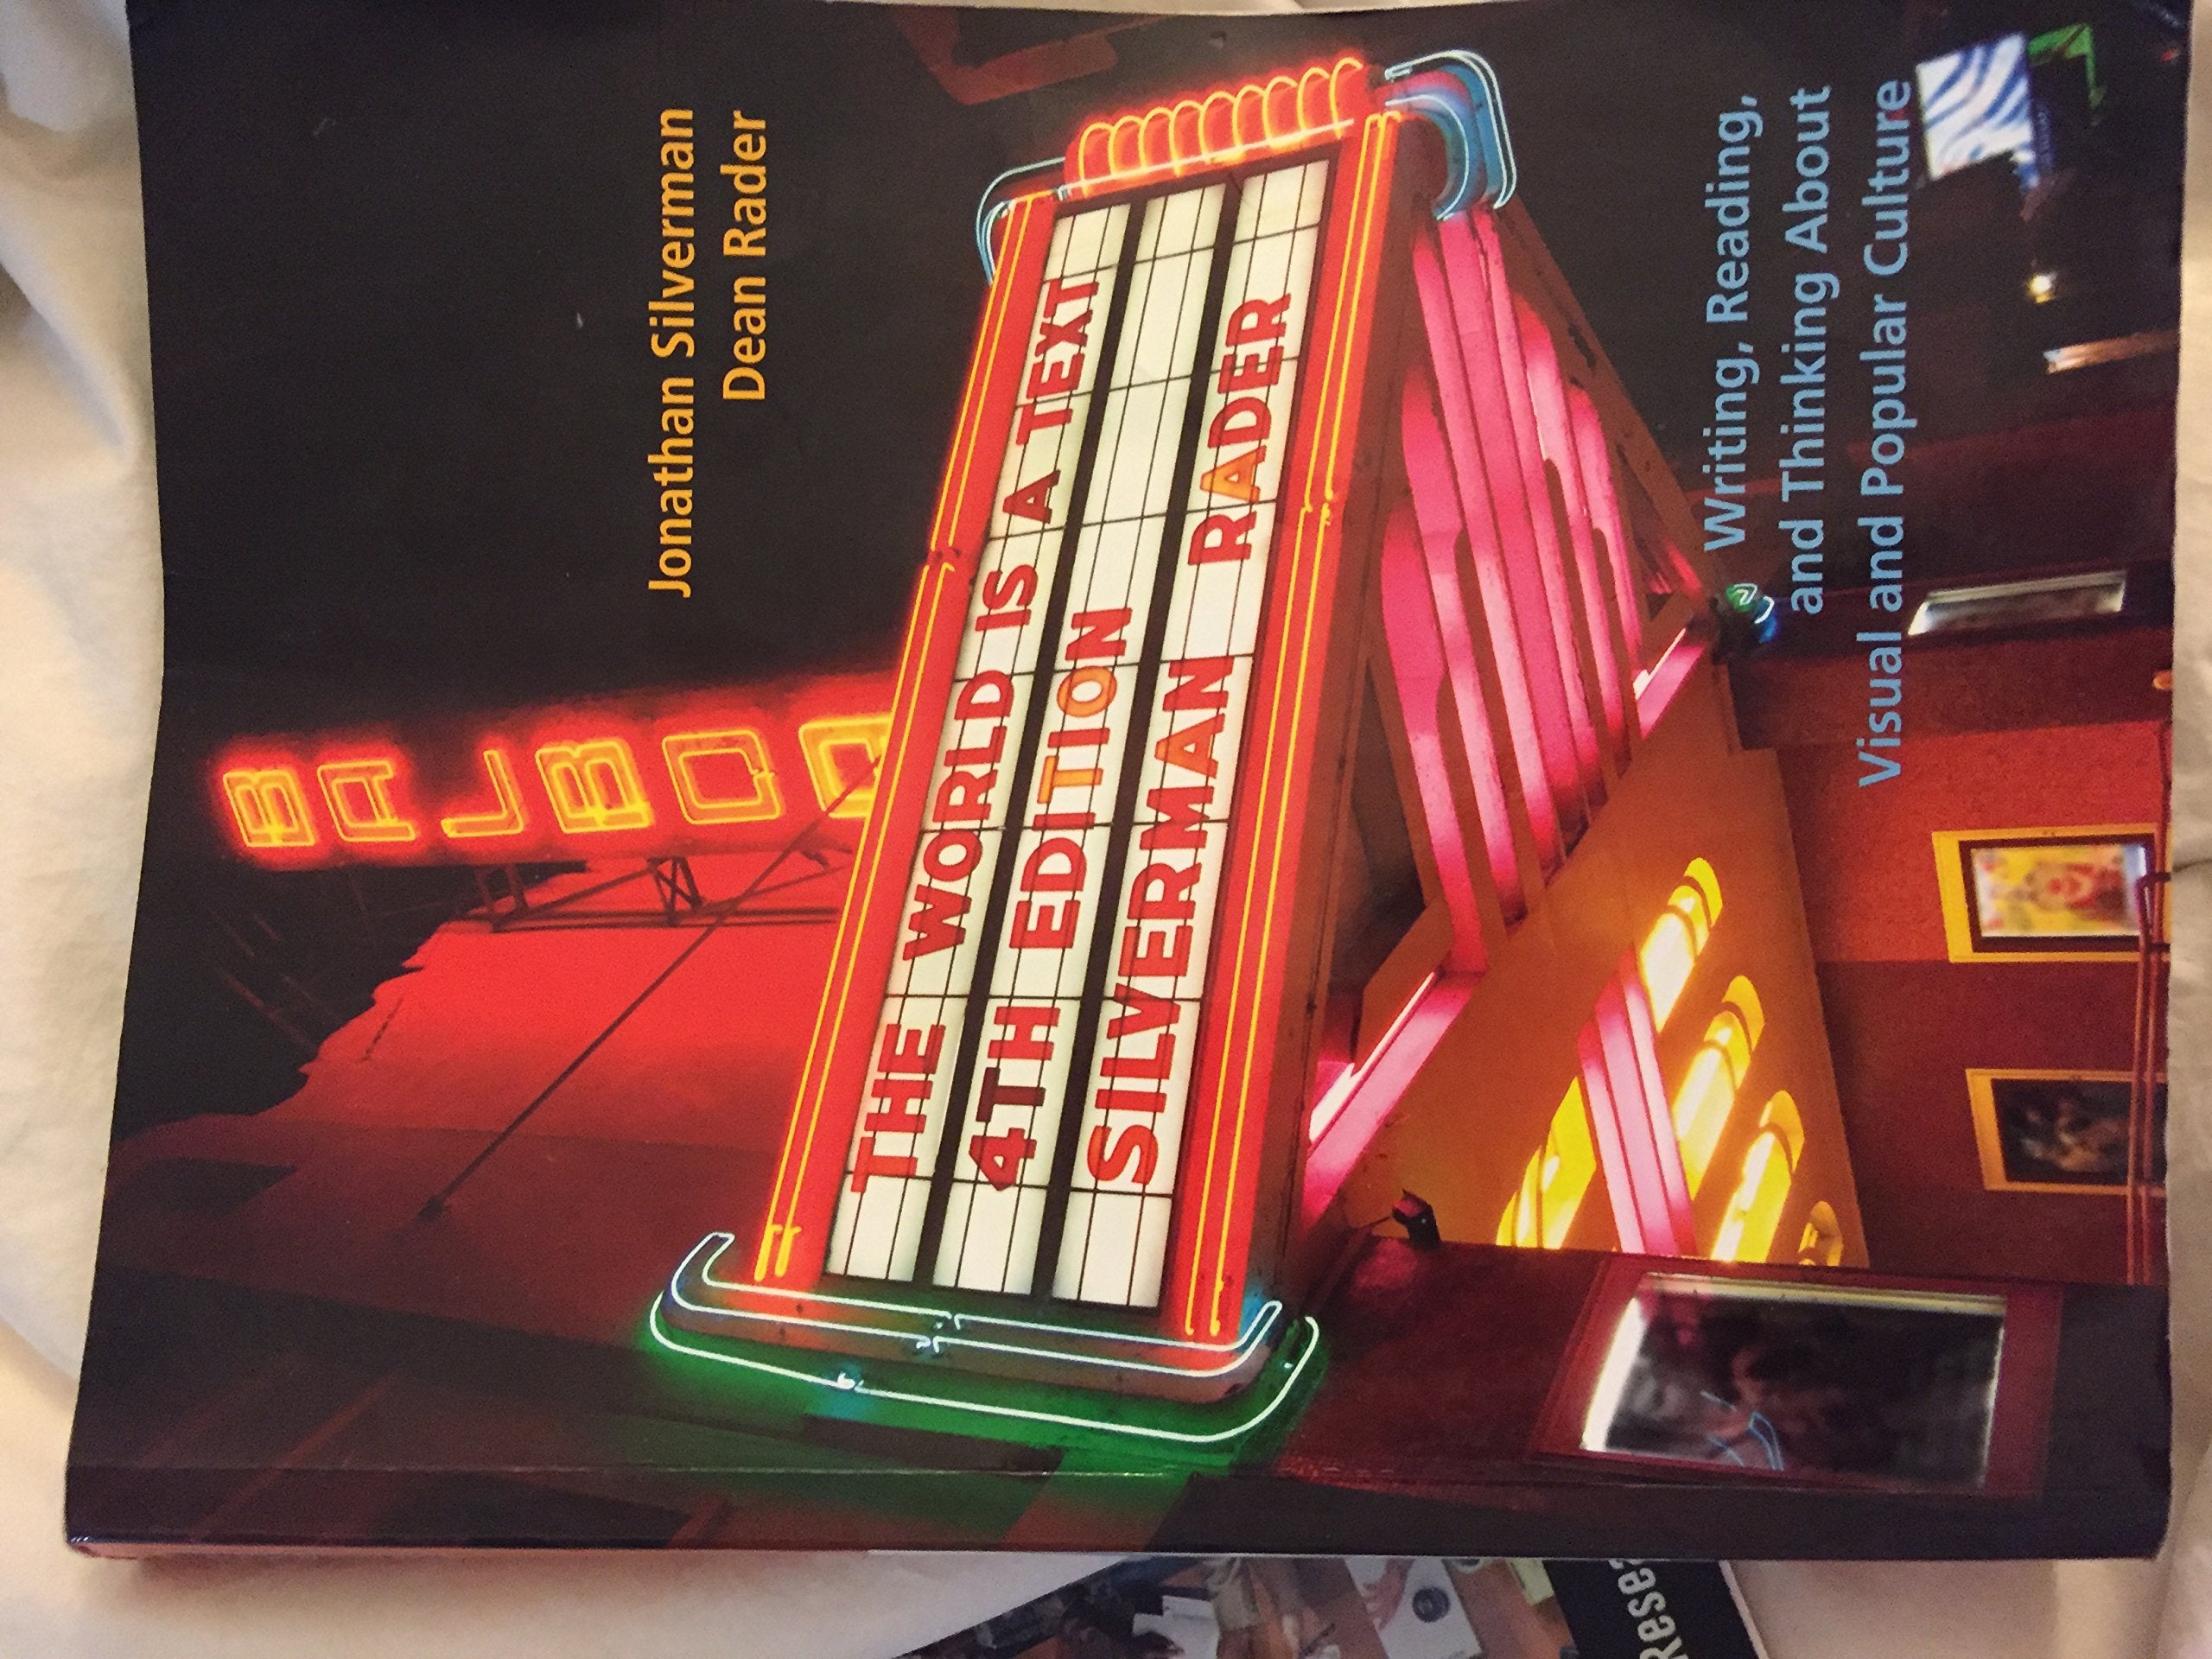 Jonathan Silverman
Dean Rader
BALBOA
THE WORLD IS A TEXT
4TH EDITION
SILVERMAN RADER
Writing, Reading,
and Thinking About
Visual and Popular Culture